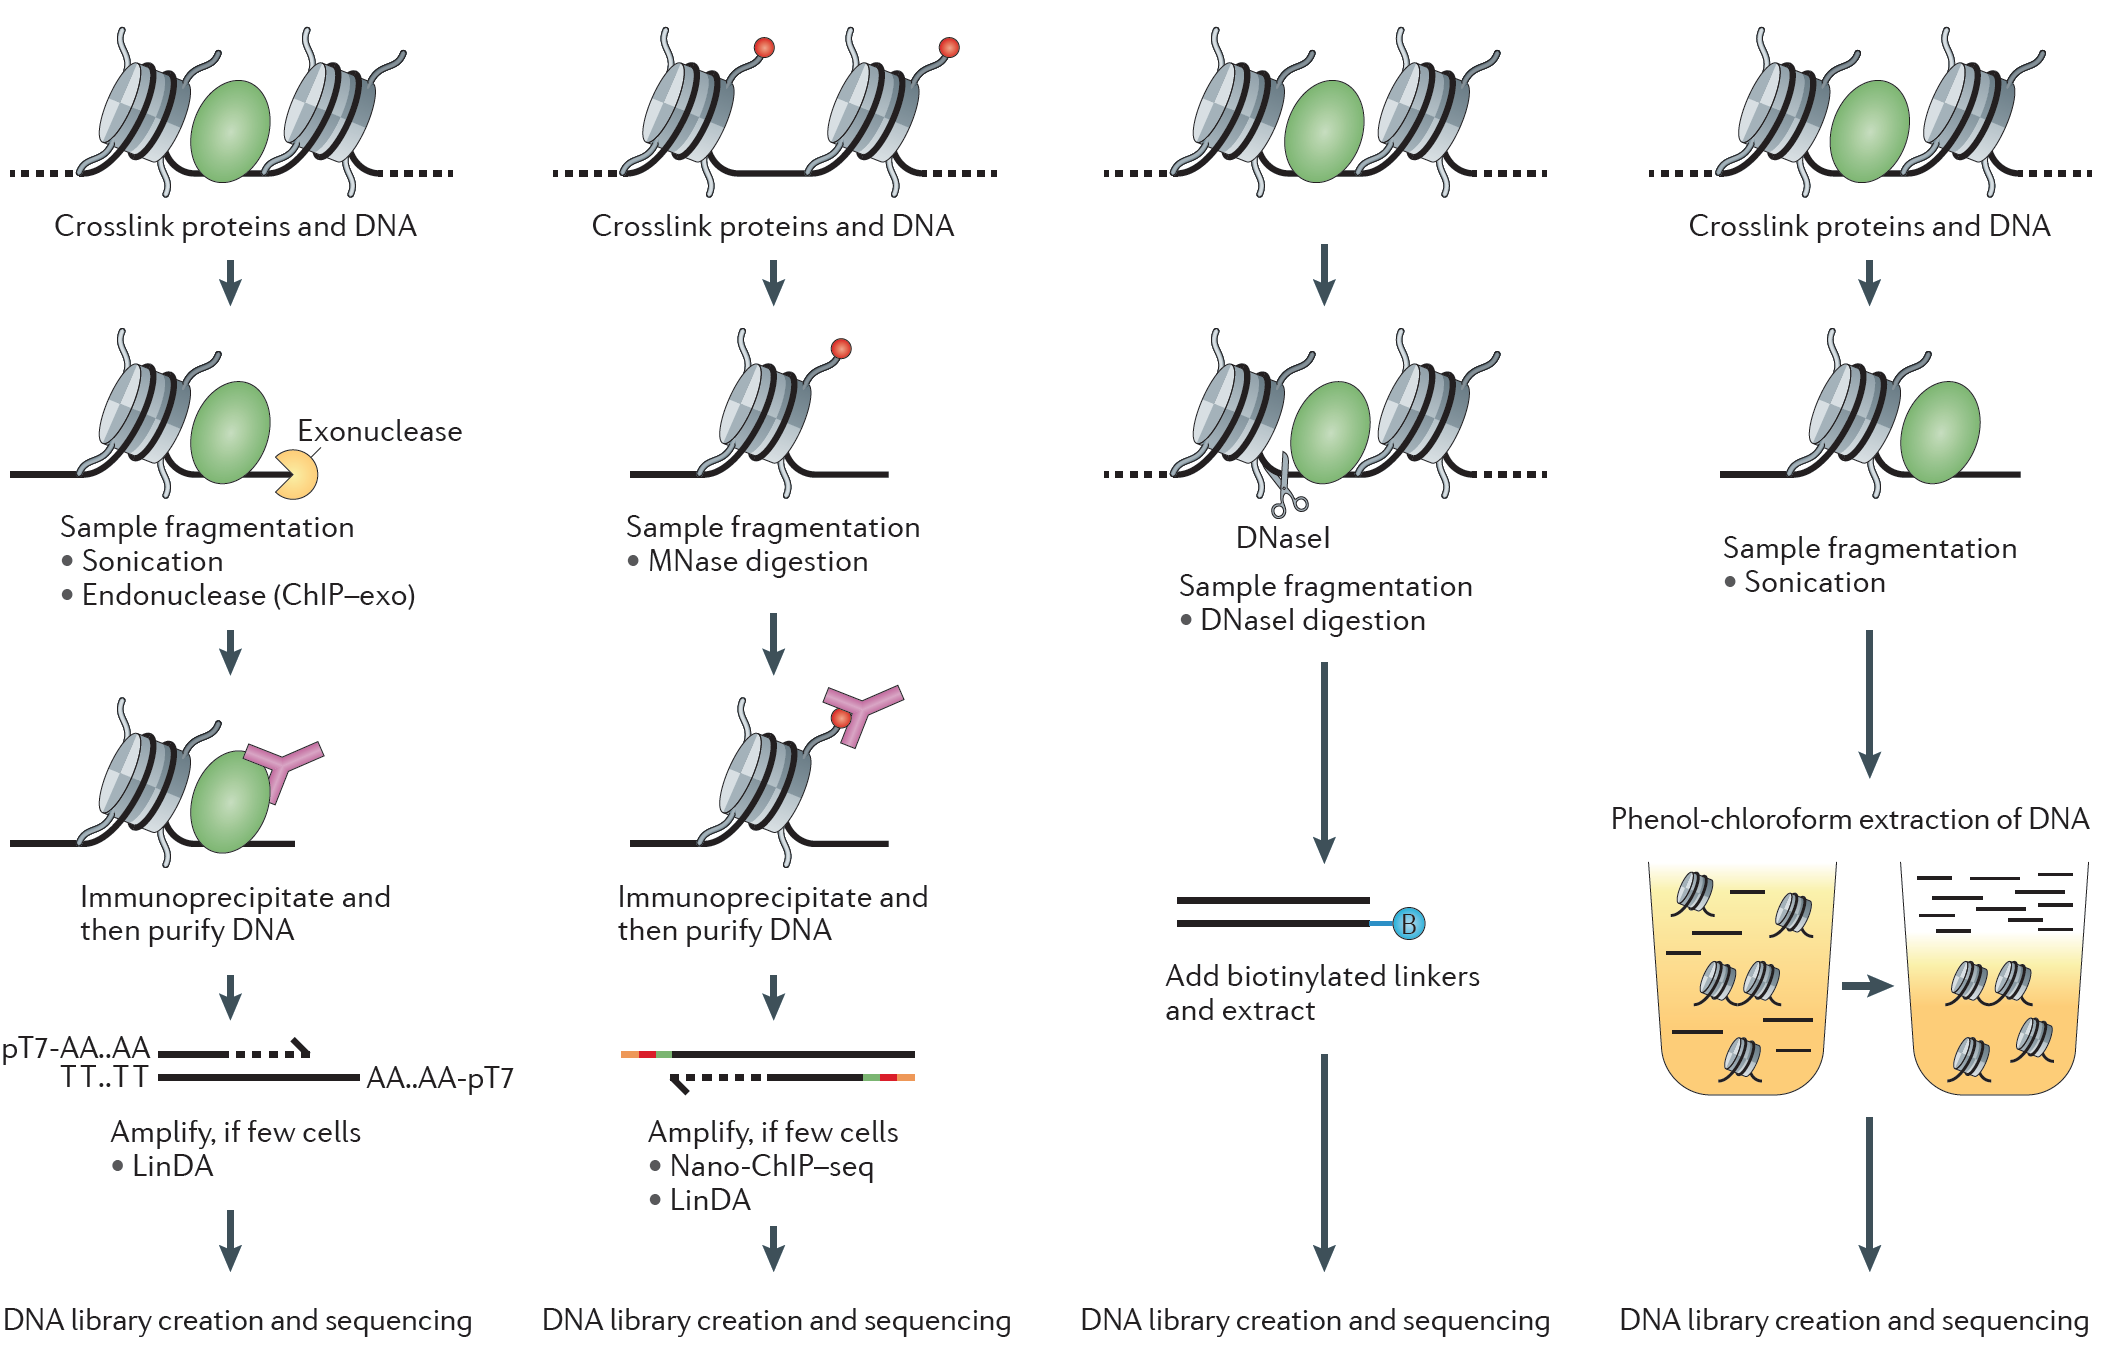 Crosslink proteins and DNA
Exonuclease
Sample fragmentation
• Sonication
• Endonuclease (ChIP–exo)
Immunoprecipitate and
then purify DNA
pT7-AA..AA
TT..TT
AA..AA-pT7
Amplify, if few cells
• LinDA
DNA library creation and sequencing
Crosslink proteins and DNA
Sample fragmentation
• MNase digestion
Immunoprecipitate and
then purify DNA
Amplify, if few cells
• Nano-ChIP–seq
• LinDA
DNA library creation and sequencing
DNaseI
Sample fragmentation
• DNaseI digestion
B
Add biotinylated linkers
and extract
DNA library creation and sequencing
Crosslink proteins and DNA
Sample fragmentation
• Sonication
Phenol-chloroform extraction of DNA
DNA library creation and sequencing